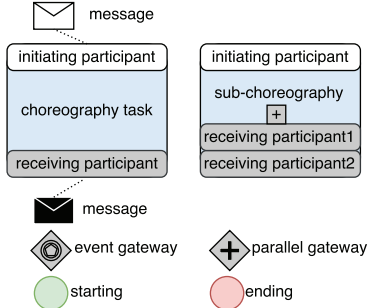 message
initiating participant
choreography task
receiving participant
message
initiating participant
sub-choreography
+
receiving participant1
receiving participant2
event gateway
parallel gateway
starting
ending